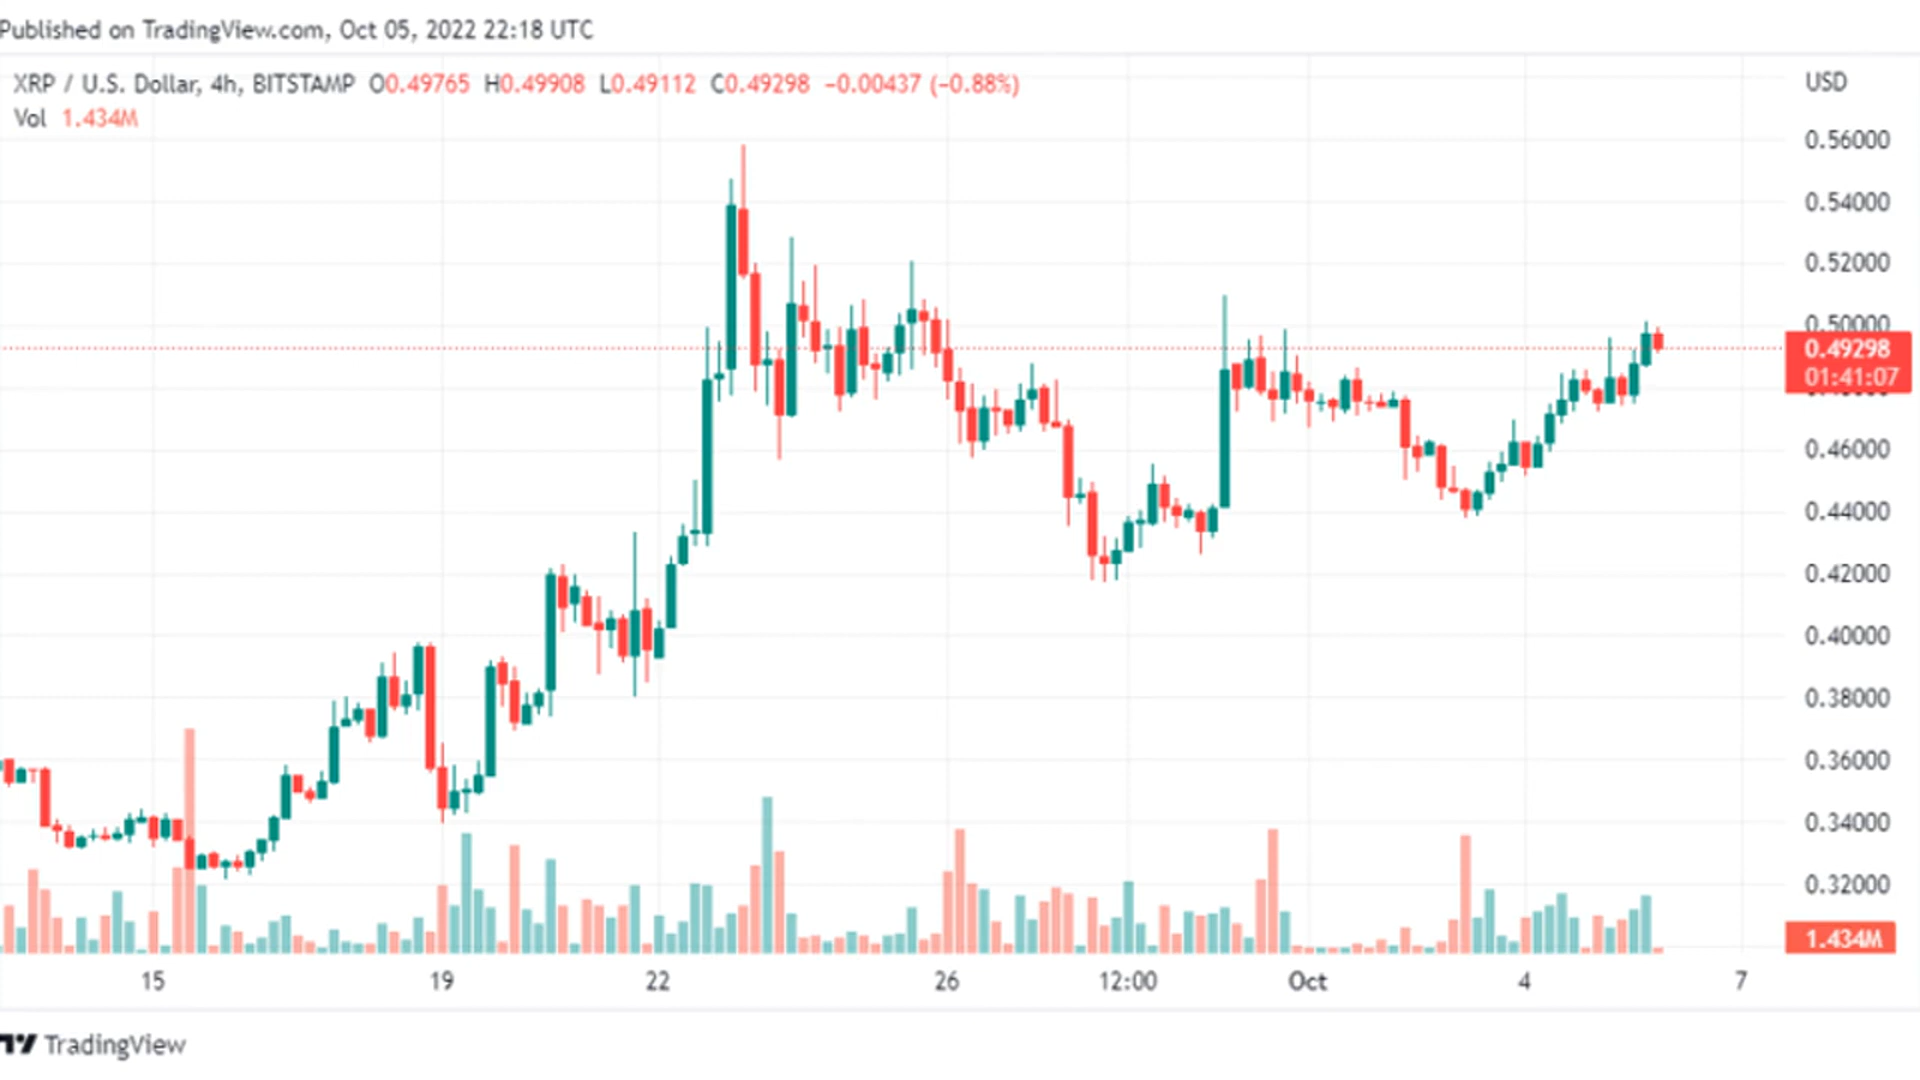 Published on TradingView.com, Oct 05, 2022 22:18 UTC
XRP / U.S. Dollar, 4h, BITSTAMP O0.49765 H0.49908 L0.49112 C0.49298 −0.00437 (−0.88%)
USD
Vol 1.434M
0.56000
0.54000
0.52000
0.50000
0.49298
01:41:07
0.46000
0.44000
0.42000
0.40000
0.38000
0.36000
0.34000
0.32000
1.434M
15 19 22 26 12:00 Oct 4 7
TradingView